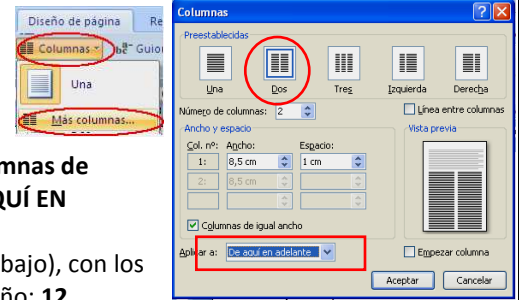 Diseño de página Re
Columnas Guio
Una
Más columnas...
umnas de
QUÍ EN
bajo), con los
ño: 12
Columnas
Preestablecidas
Una Dos Tres Izquierda Derecha
Número de columnas: 2 Línea entre columnas
Ancho y espacio Vista previa
Col. nº: Ancho: Espacio:
1: 8,5 cm 1 cm
2: 8,5 cm
Columnas de igual ancho
Aplicar a: De aquí en adelante Empezar columna
Aceptar Cancelar